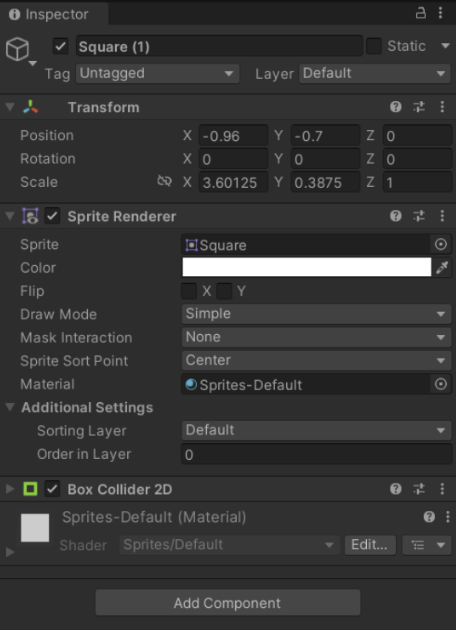 Inspector
Square (1)
Static
Tag Untagged Layer Default
Transform
Position X -0.96 Y -0.7 Z 0
Rotation X 0 Y 0 Z 0
Scale X 3.60125 Y 0.3875 Z 1
Sprite Renderer
Sprite Square
Color
Flip X Y
Draw Mode Simple
Mask Interaction None
Sprite Sort Point Center
Material Sprites-Default
Additional Settings
Sorting Layer Default
Order in Layer 0
Box Collider 2D
Sprites-Default (Material)
Shader Sprites/Default Edit...
Add Component